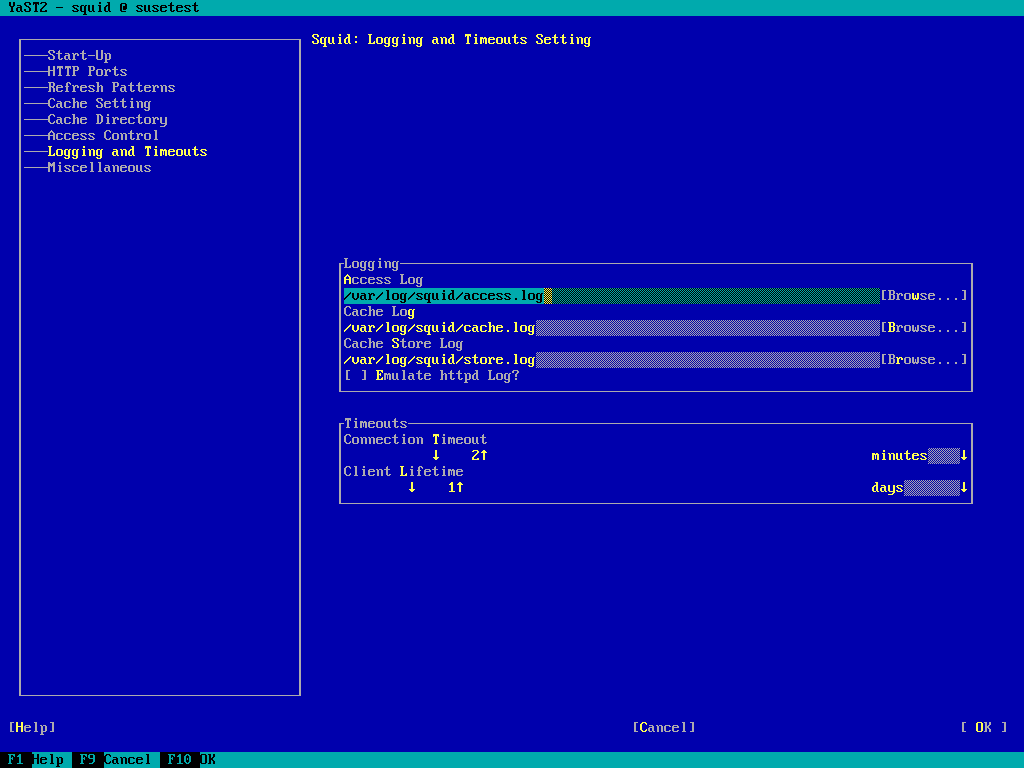 YaST2 - squid @ susetest
Squid: Logging and Timeouts Setting
Start-Up
HTTP Ports
Refresh Patterns
Cache Setting
Cache Directory
Access Control
Logging and Timeouts
Miscellaneous
Logging
Access Log
/var/log/squid/access.log [Browse...]
Cache Log
/var/log/squid/cache.log [Browse...]
Cache Store Log
/var/log/squid/store.log [Browse...]
[ ] Emulate httpd Log?
Timeouts
Connection Timeout
↓ 2↑ minutes ↓
Client Lifetime
↓ 1↑ days ↓
[Help] [Cancel] [ OK ]
F1 Help F9 Cancel F10 OK